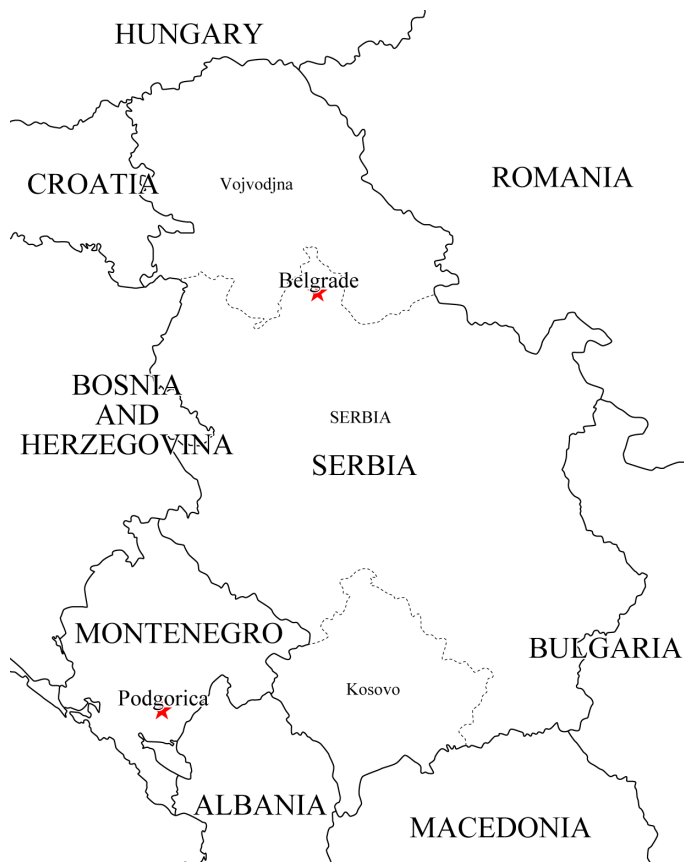 HUNGARY
CROATIA
Vojvodjna
ROMANIA
Belgrade
BOSNIA
AND
HERZEGOVINA
SERBIA
SERBIA
MONTENEGRO
BULGARIA
Kosovo
Podgorica
ALBANIA
MACEDONIA